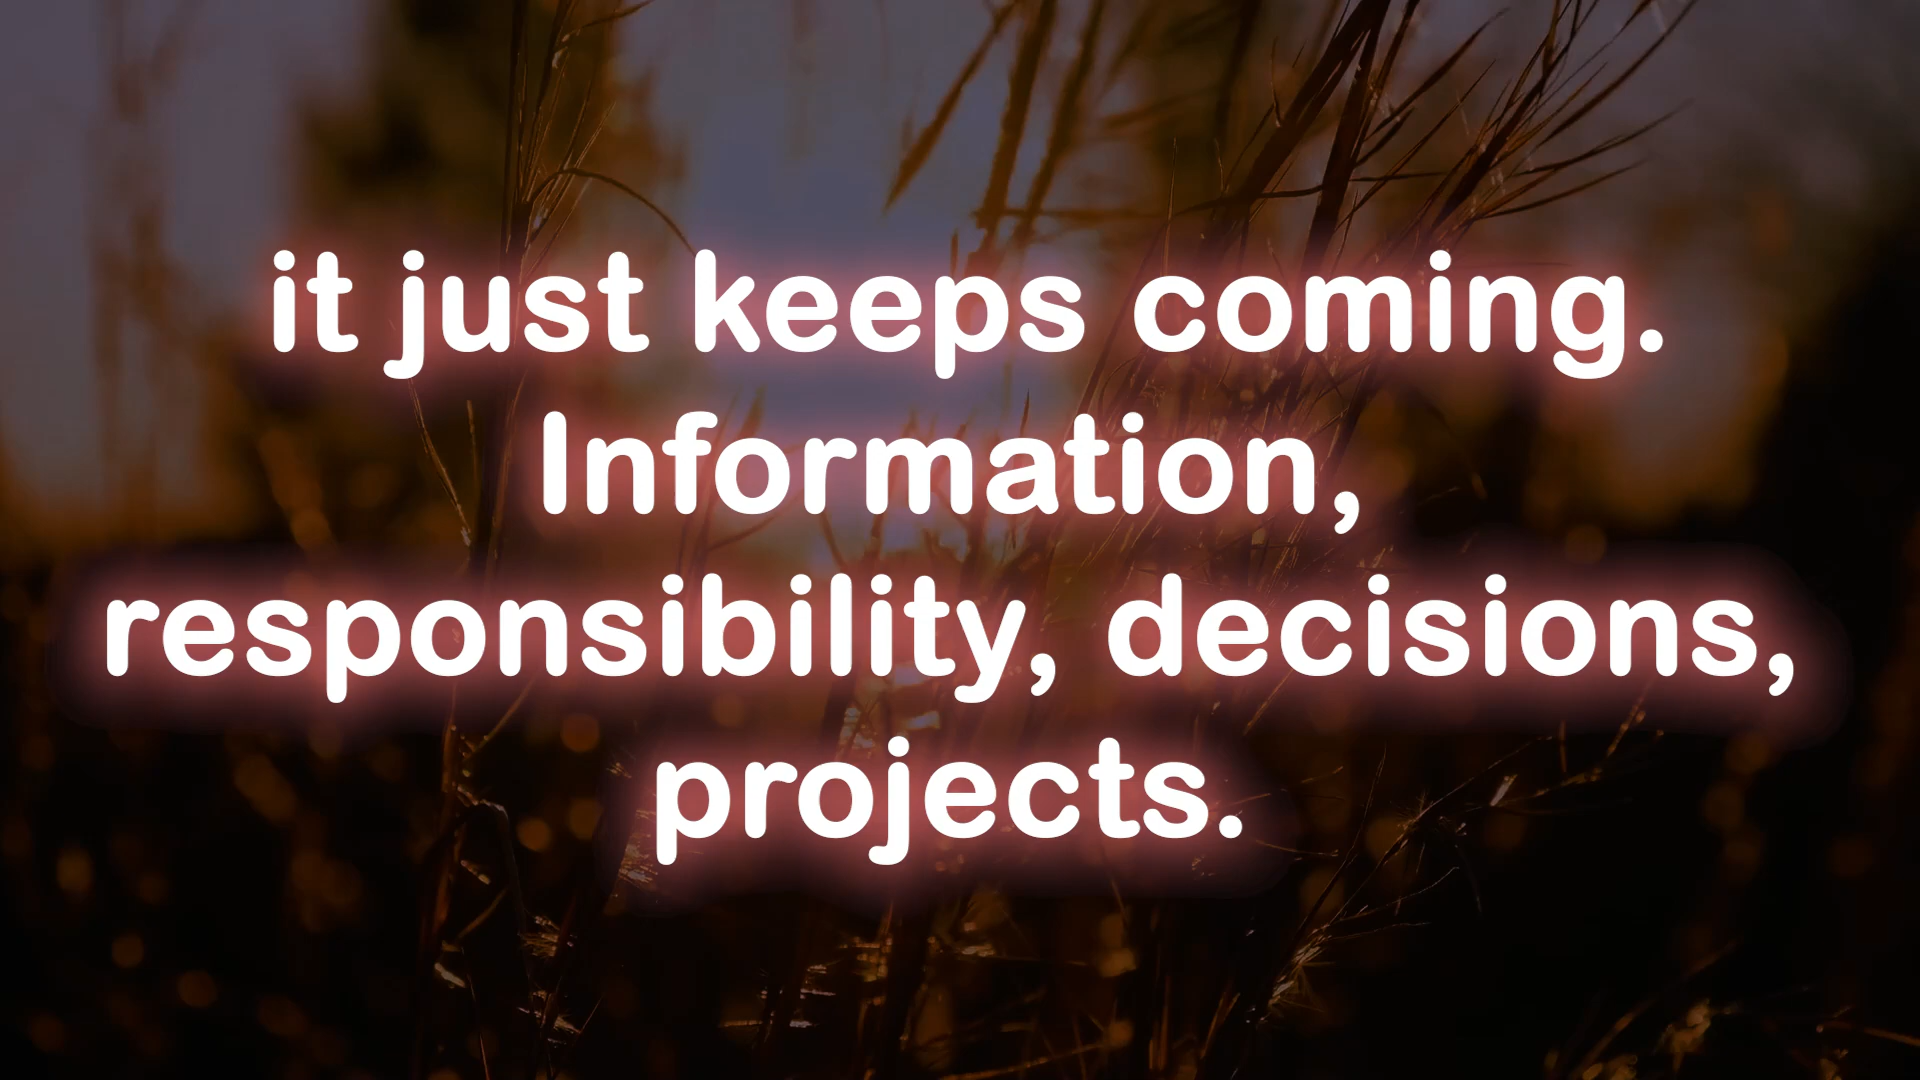 it just keeps coming.
Information,
responsibility, decisions,
projects.